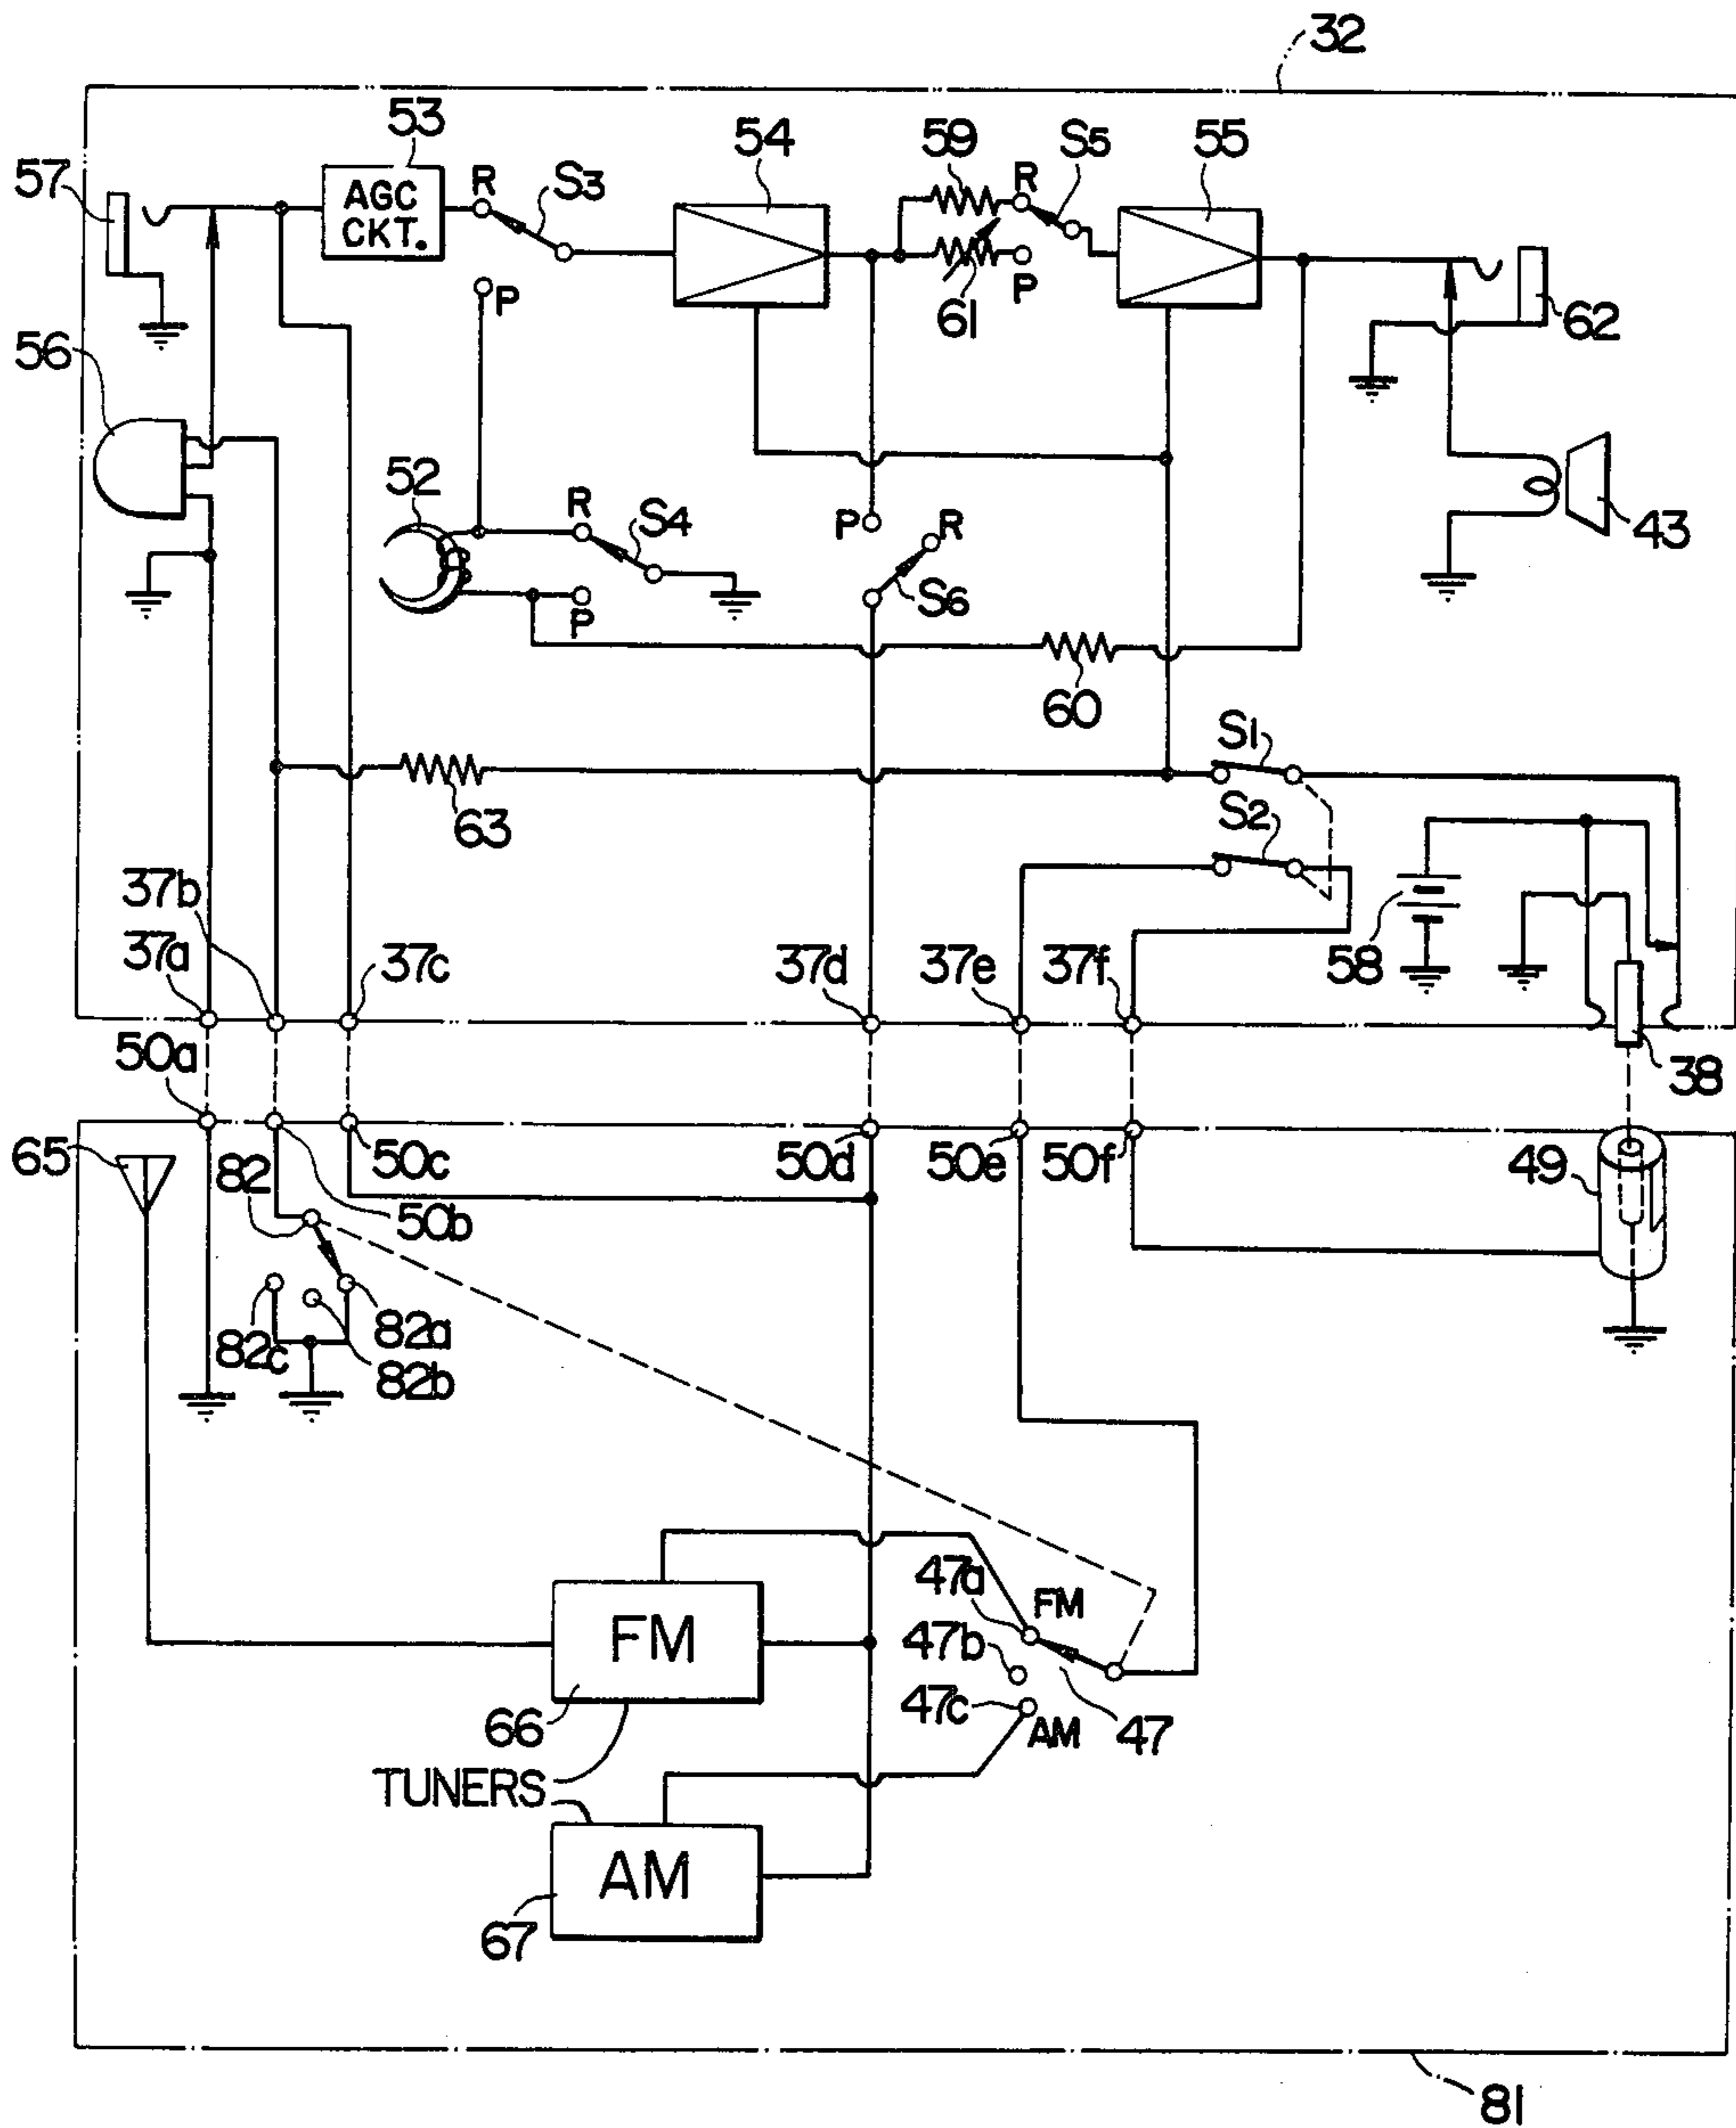 32
53
54
59
S5
55
57
AGC
CKT.
R
S3
R
P
61
P
62
56
52
R
S4
P
R
43
P
S6
60
S1
63
S2
37b
37a
37c
37d
37e
37f
58
38
50a
65
82
50c
50b
50d
50e
50f
49
82c
82a
82b
47a
FM
FM
47b
47c
AM
47
66
TUNERS
AM
67
81